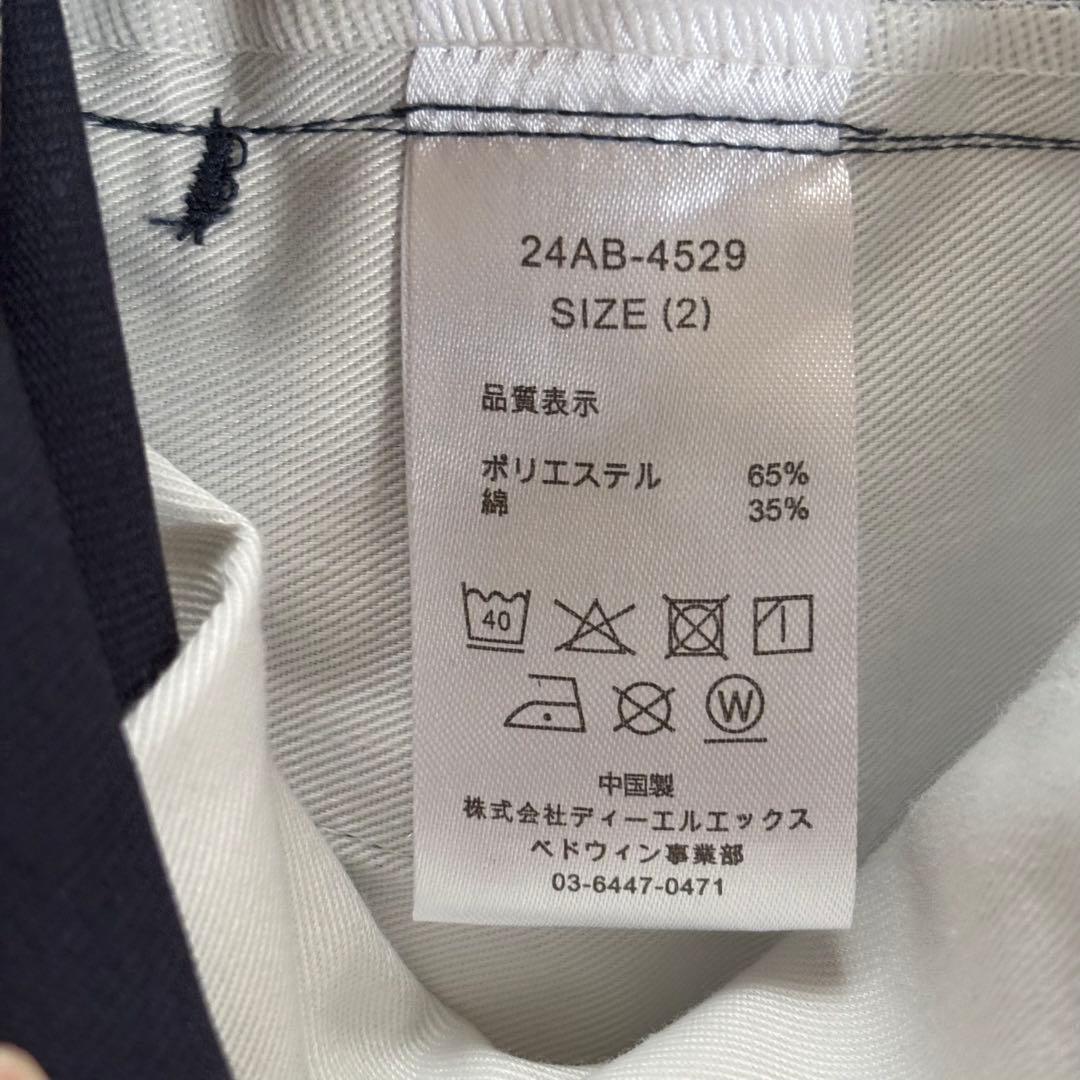 24AB-4529
SIZE (2)
品質表示
ポリエステル 65%
綿 35%
40
W
中国製
株式会社ディーエルエックス
ベドウィン事業部
03-6447-0471